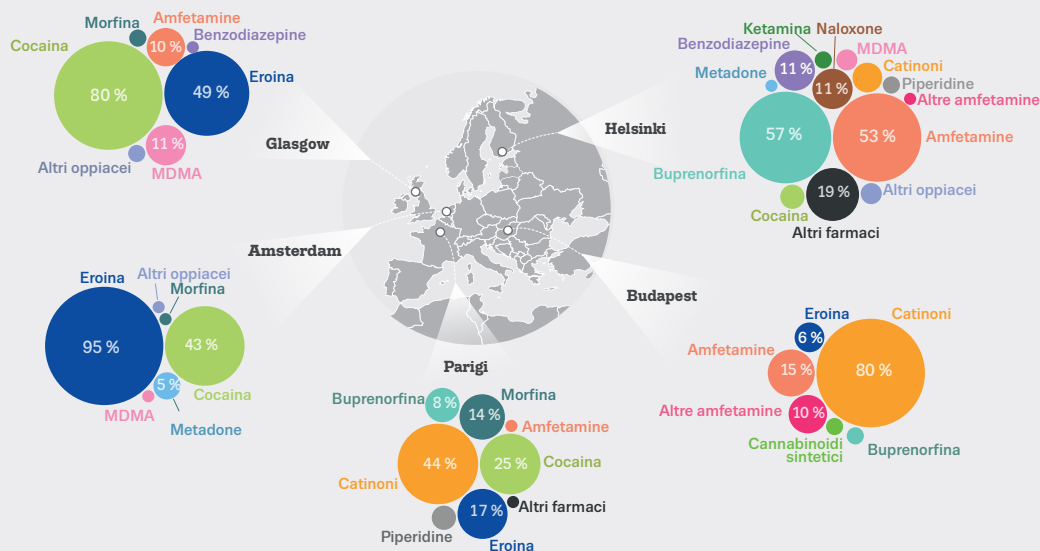 Morfina
Amfetamine
Cocaina
10 %
Benzodiazepine
Eroina
80 %
49 %
11 %
Altri oppiacei
MDMA
Glasgow
Ketamina
Naloxone
Benzodiazepine
MDMA
Metadone
11 %
Catinoni
Piperidine
11 %
Altre amfetamine
57 %
53 %
Amfetamine
Buprenorfina
19 %
Altri oppiacei
Cocaina
Altri farmaci
Helsinki
Amsterdam
Eroina
Altri oppiacei
Morfina
95 %
43 %
5 %
Cocaina
MDMA
Metadone
Budapest
Eroina
Catinoni
6 %
Amfetamine
15 %
80 %
Altre amfetamine
10 %
Cannabinoidi
sintetici
Buprenorfina
Parigi
Buprenorfina
8 %
Morfina
14 %
Amfetamine
44 %
25 %
Cocaina
Catinoni
17 %
Altri farmaci
Piperidine
Eroina